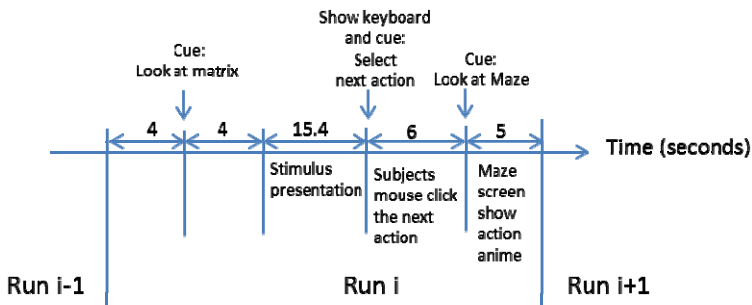 Cue:
Look at matrix
Show keyboard
and cue:
Select
next action
Cue:
Look at Maze
4
4
15.4
6
5
Time (seconds)
Stimulus
presentation
Subjects
mouse click
the next
action
Maze
screen
show
action
anime
Run i-1
Run i
Run i+1